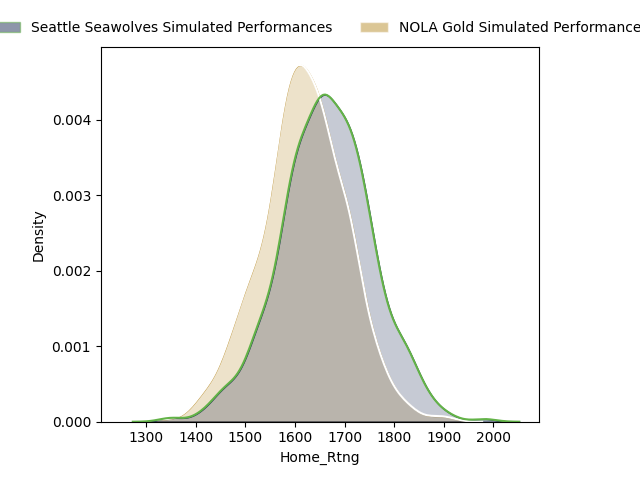 Seattle Seawolves Simulated Performances
NOLA Gold Simulated Performance
Density
0.004
0.003
0.002
0.001
0.000
1300 1400 1500 1600 1700 1800 1900 2000
Home_Rtng